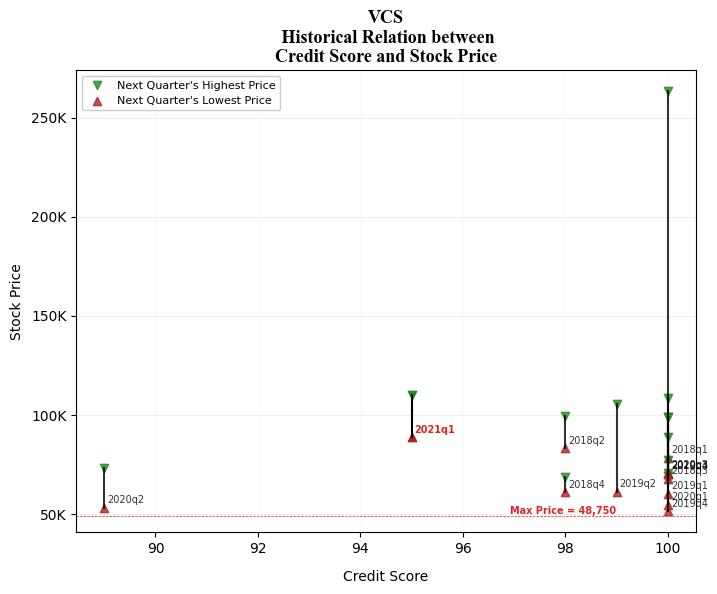 VCS
Historical Relation between
Credit Score and Stock Price
Next Quarter's Highest Price
Next Quarter's Lowest Price
Stock Price
250K
200K
150K
100K
50K
2021q1
2018q2
2018q1
2018q4
2019q2
2019q1
2020q2
2020q1
2019q4
Max Price = 48,750
90
92
94
96
98
100
Credit Score